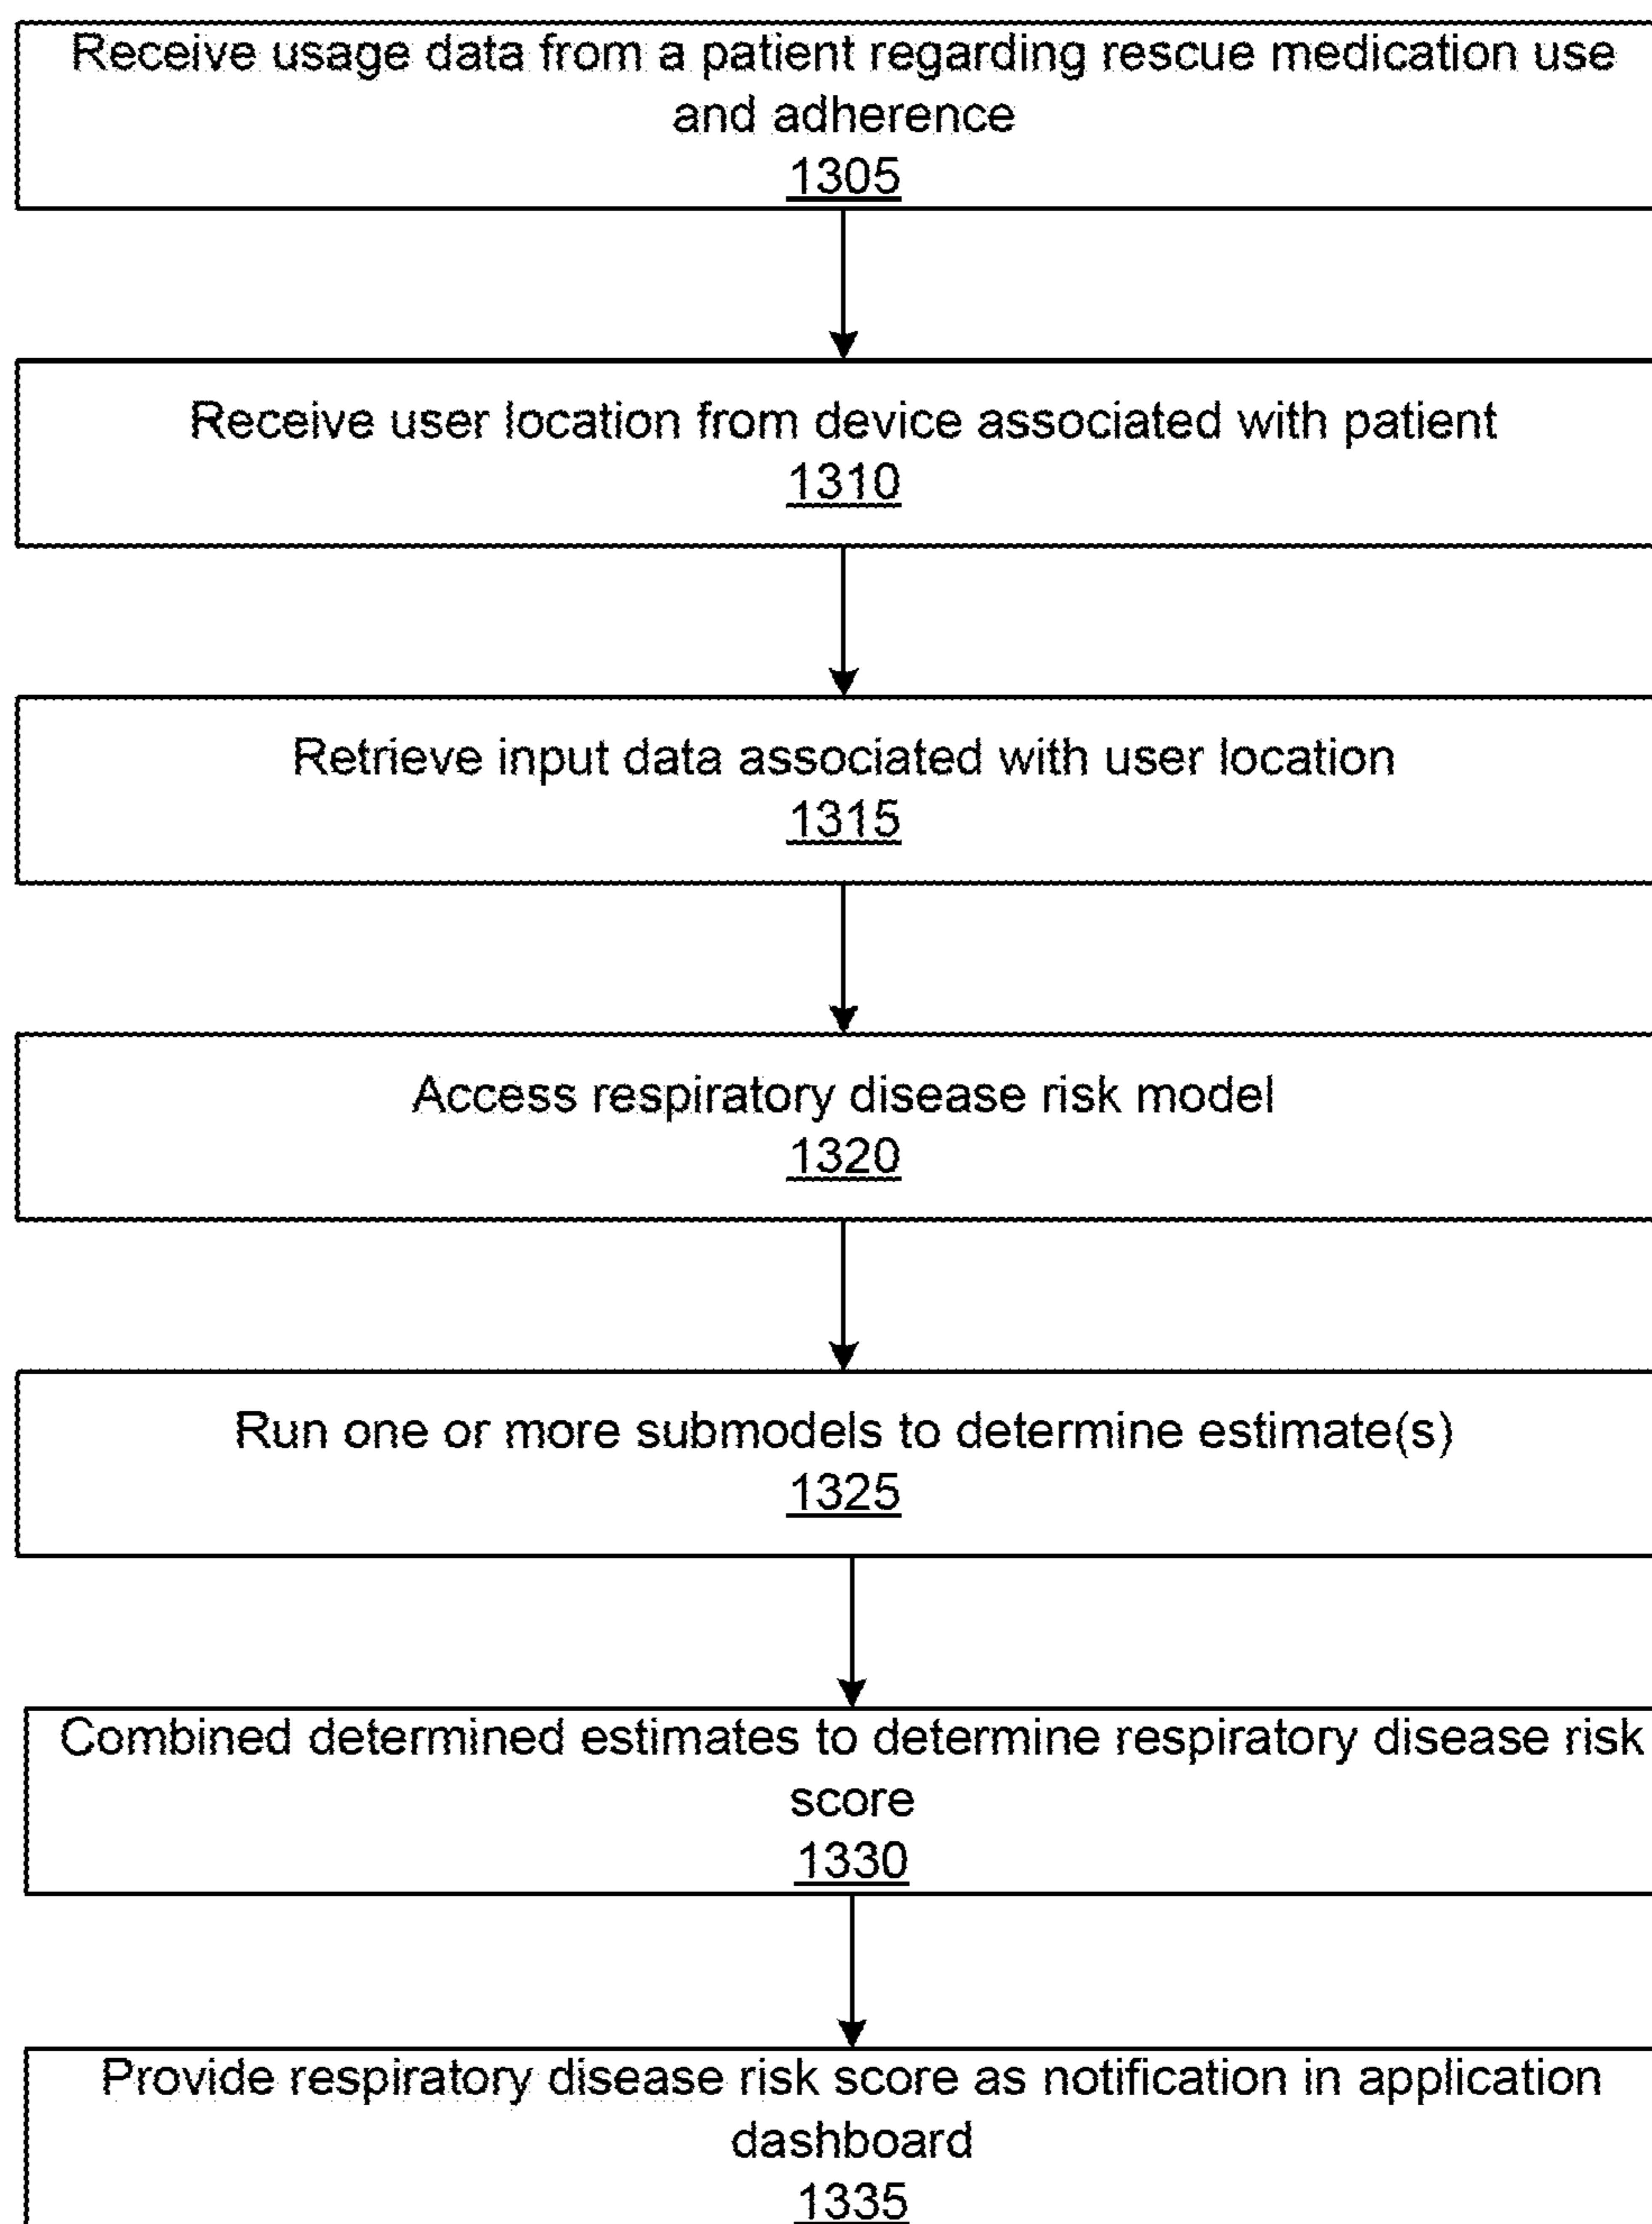 Receive usage data from a patient regarding rescue medication use
and adherence
1305
Receive user location from device associated with patient
1310
Retrieve input data associated with user location
1315
Access respiratory disease risk model
1320
Run one or more submodels to determine estimate(s)
1325
Combined determined estimates to determine respiratory disease risk
score
1330
Provide respiratory disease risk score as notification in application
dashboard
1335